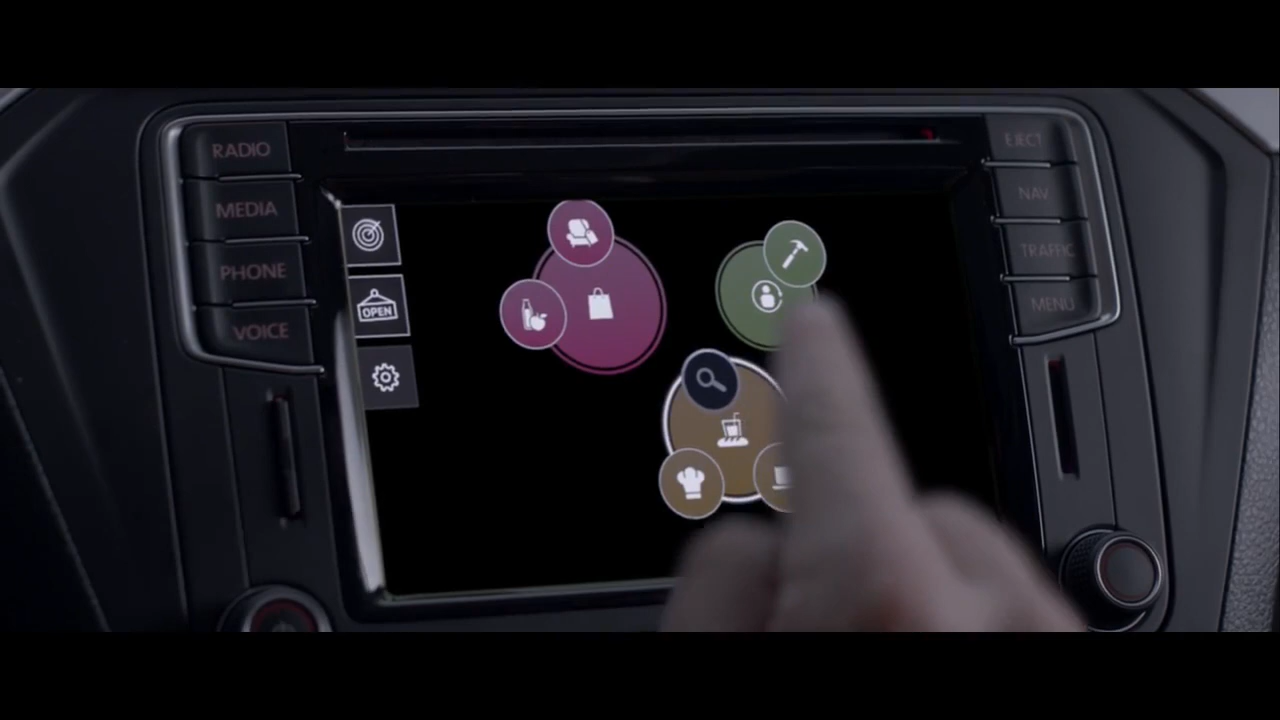 RADIO
MEDIA
PHONE
VOICE
OPEN
EJECT
NAV
TRAFFIC
MENU